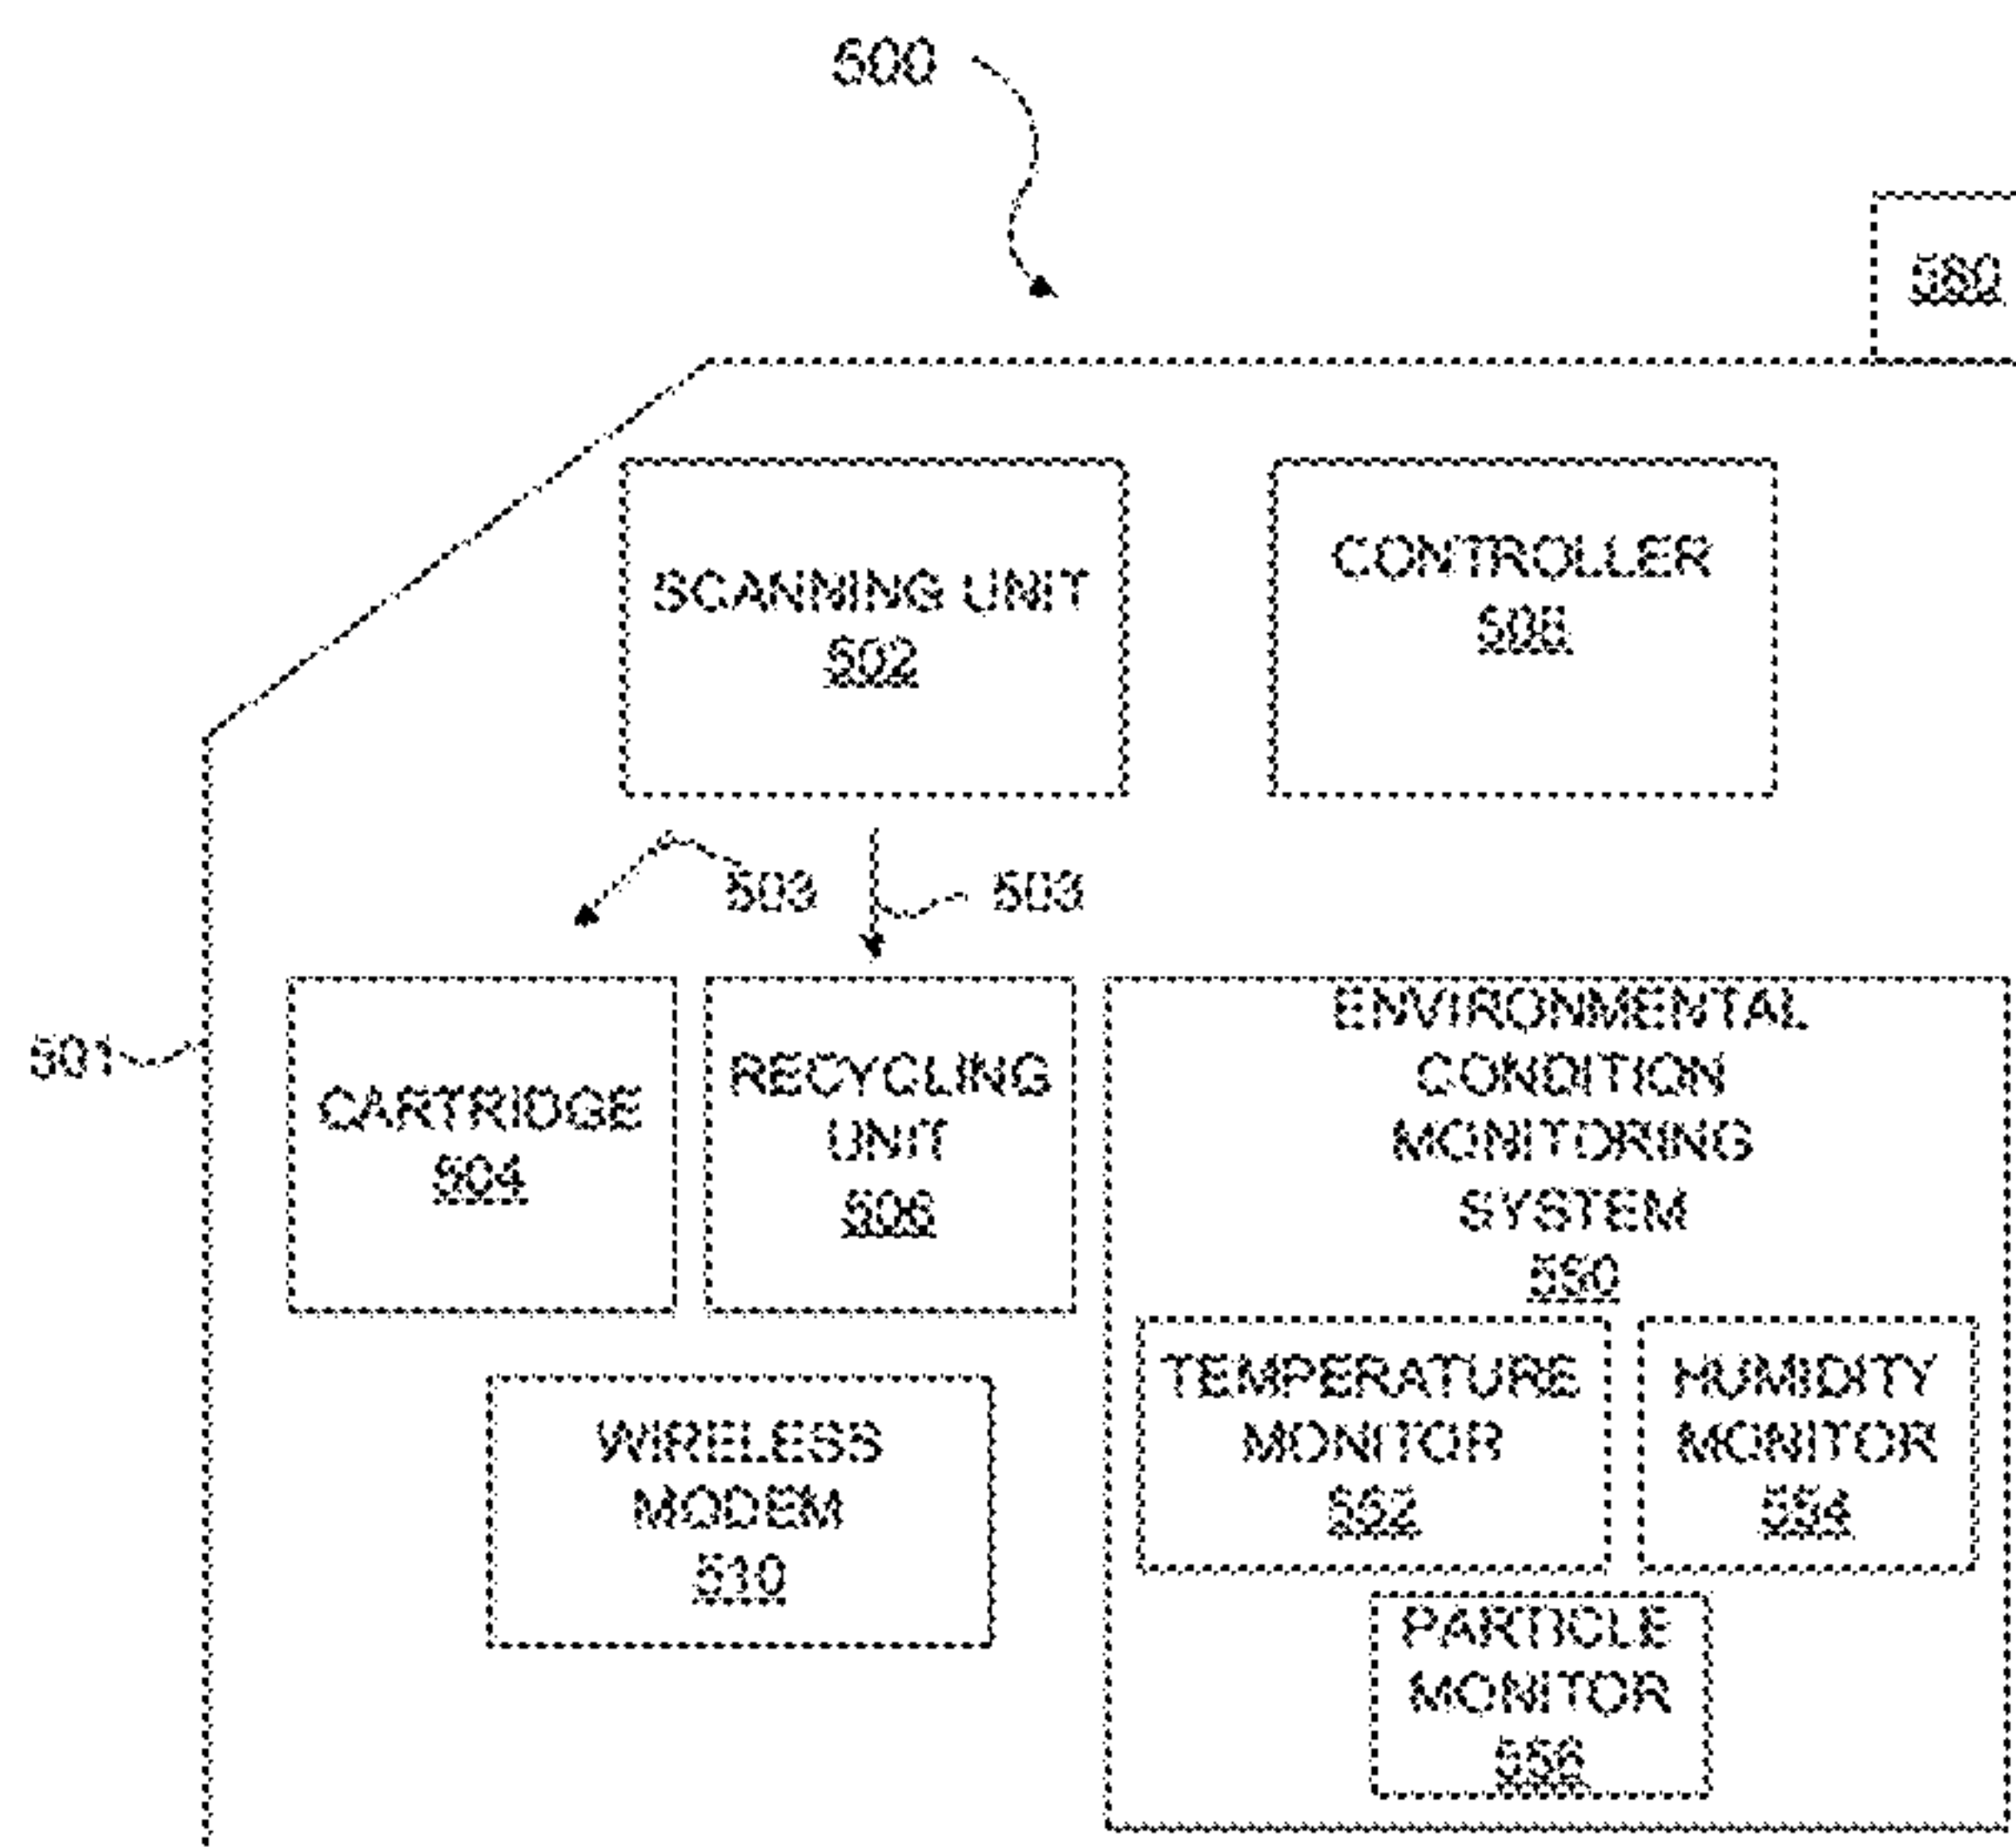 500
580
SCANNING UNIT
502
CONTROLLER
508
503
503
501
CARTRIDGE
504
RECYCLING
UNIT
506
ENVIRONMENTAL
CONDITION
MONITORING
SYSTEM
550
TEMPERATURE
MONITOR
552
HUMIDITY
MONITOR
554
WIRELESS
MODEM
510
PARTICLE
MONITOR
556